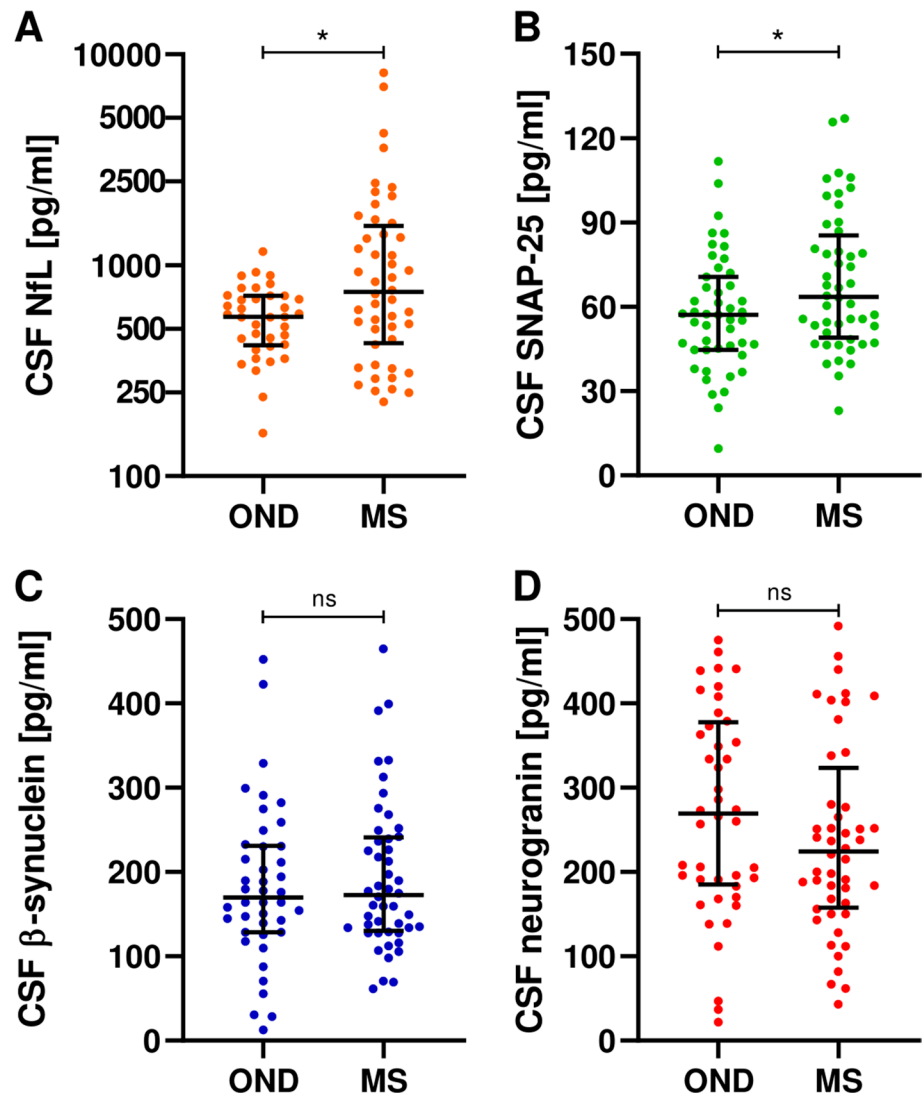 A
CSF NfL [pg/ml]
*
10000
5000
2500
1000
500
250
100
OND
MS
B
CSF SNAP-25 [pg/ml]
*
150
120
90
60
30
0
OND
MS
C
CSF β-synuclein [pg/ml]
ns
500
400
300
200
100
0
OND
MS
D
CSF neurogranin [pg/ml]
ns
500
400
300
200
100
0
OND
MS